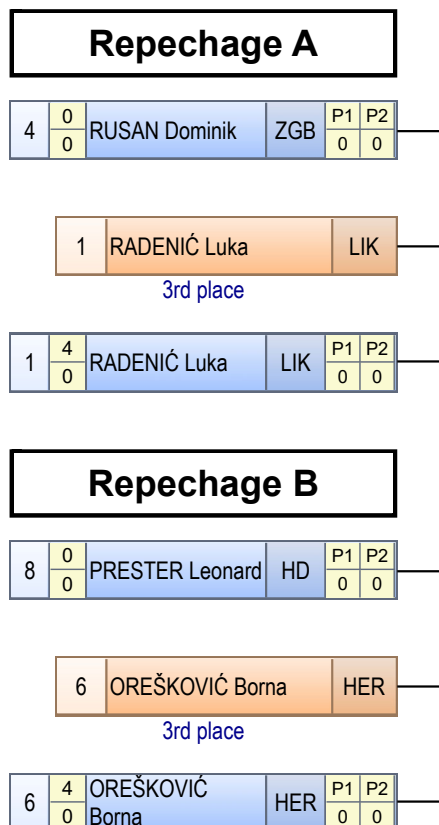 Repechage A
4 0 0 RUSAN Dominik ZGB P1 P2 0 0
1 RADENIĆ Luka LIK
3rd place
1 4 0 RADENIĆ Luka LIK P1 P2 0 0
Repechage B
8 0 0 PRESTER Leonard HD P1 P2 0 0
6 OREŠKOVIĆ Borna HER
3rd place
6 4 0 OREŠKOVIĆ Borna HER P1 P2 0 0